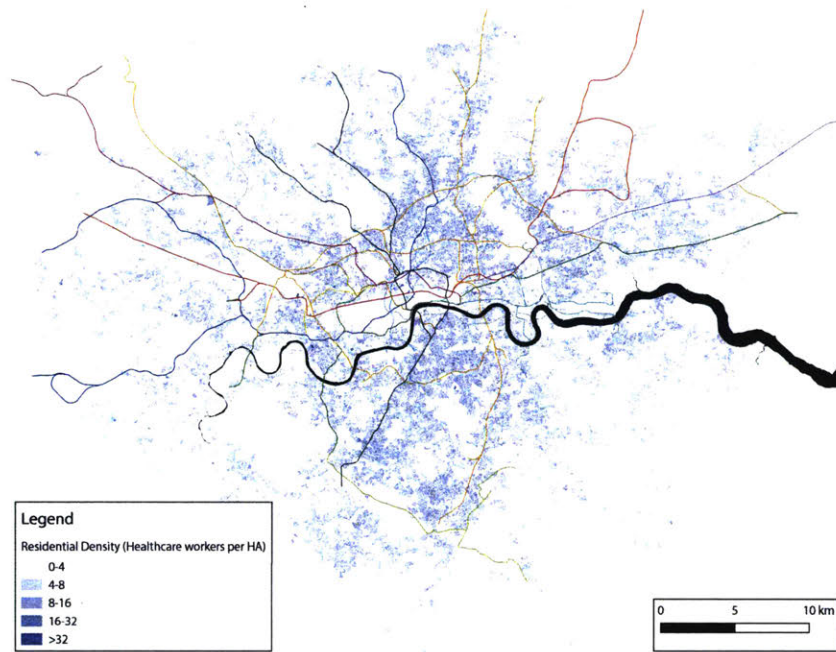 Legend
Residential Density (Healthcare workers per HA)
0-4
4-8
8-16
16-32
>32
0 5 10 km